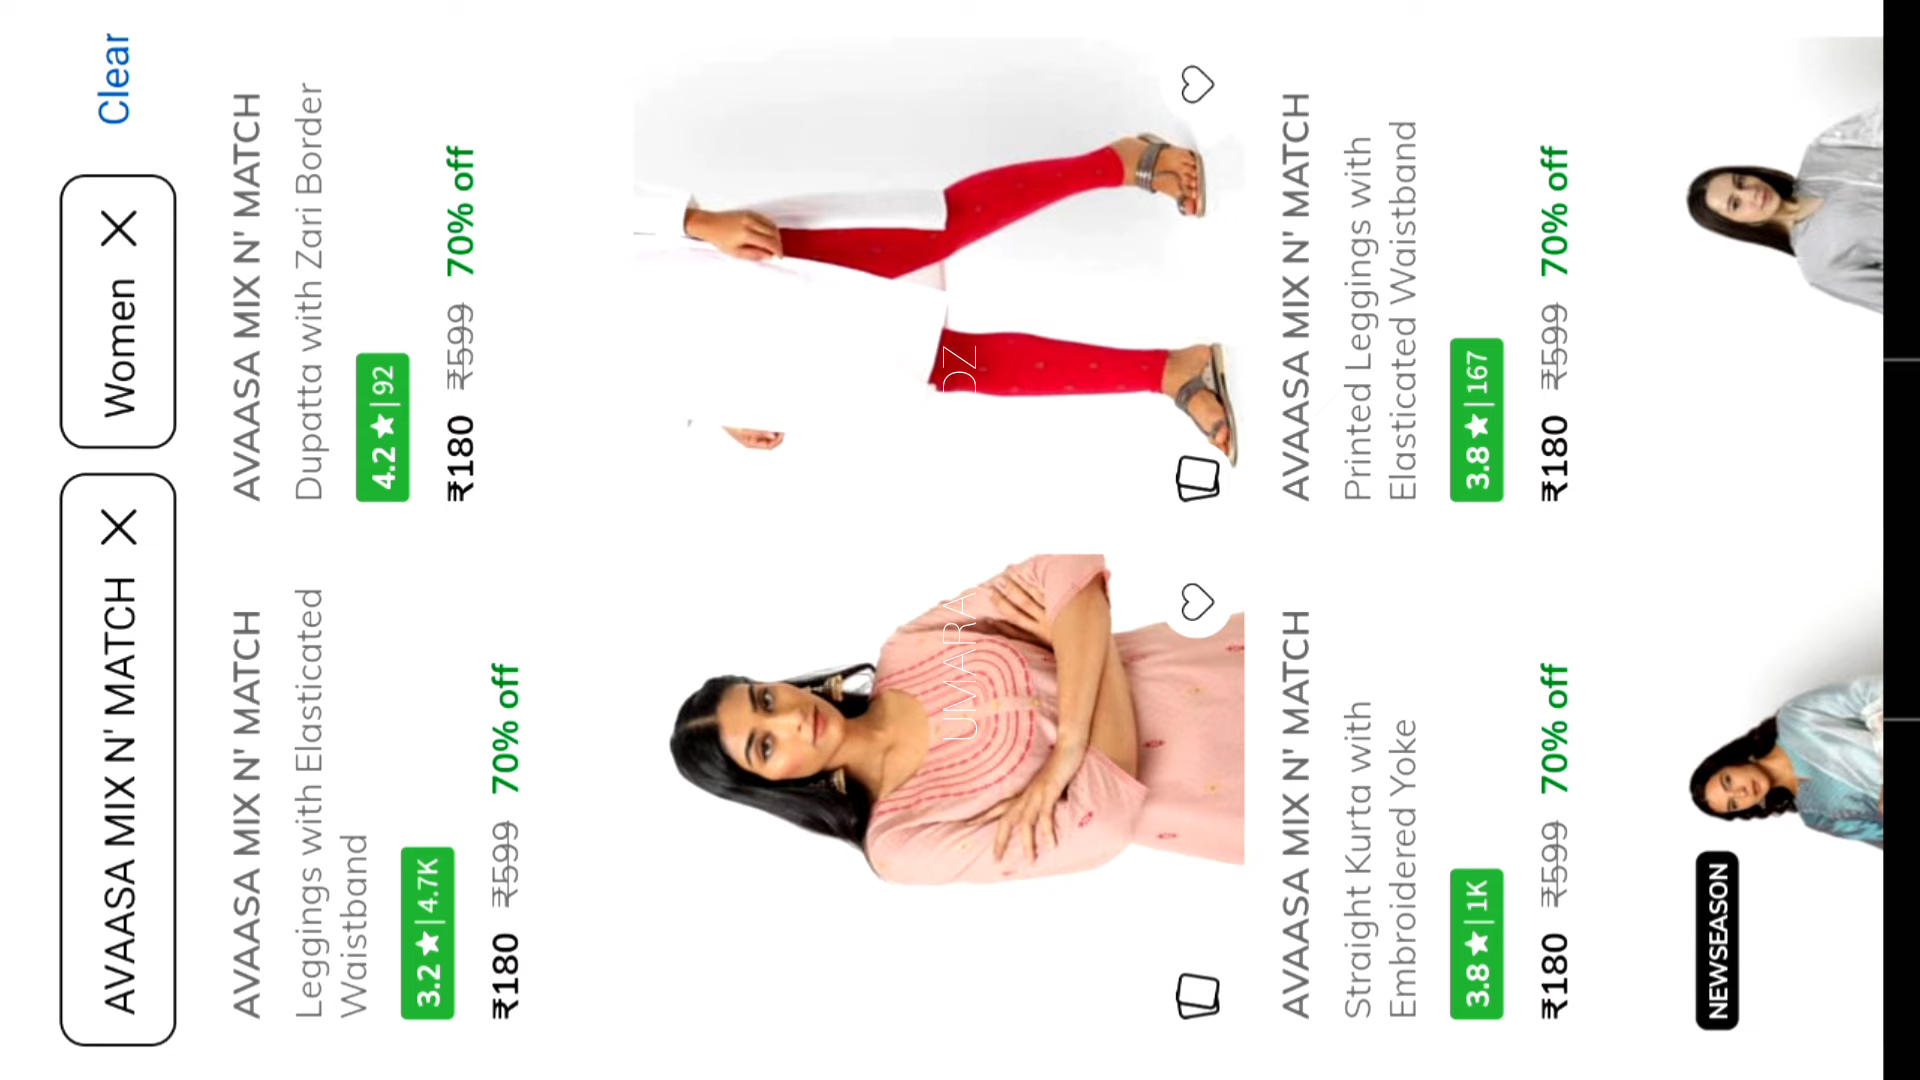 AVAASA MIX N' MATCH ✕
Women ✕
Clear
AVAASA MIX N' MATCH
Leggings with Elasticated
Waistband
3.2 ★ | 4.7K
₹180 ₹599 70% off
AVAASA MIX N' MATCH
Dupatta with Zari Border
4.2 ★ | 92
₹180 ₹599 70% off
UMARA
DZ
AVAASA MIX N' MATCH
Straight Kurta with
Embroidered Yoke
3.8 ★ | 1K
₹180 ₹599 70% off
AVAASA MIX N' MATCH
Printed Leggings with
Elasticated Waistband
3.8 ★ | 167
₹180 ₹599 70% off
NEWSEASON